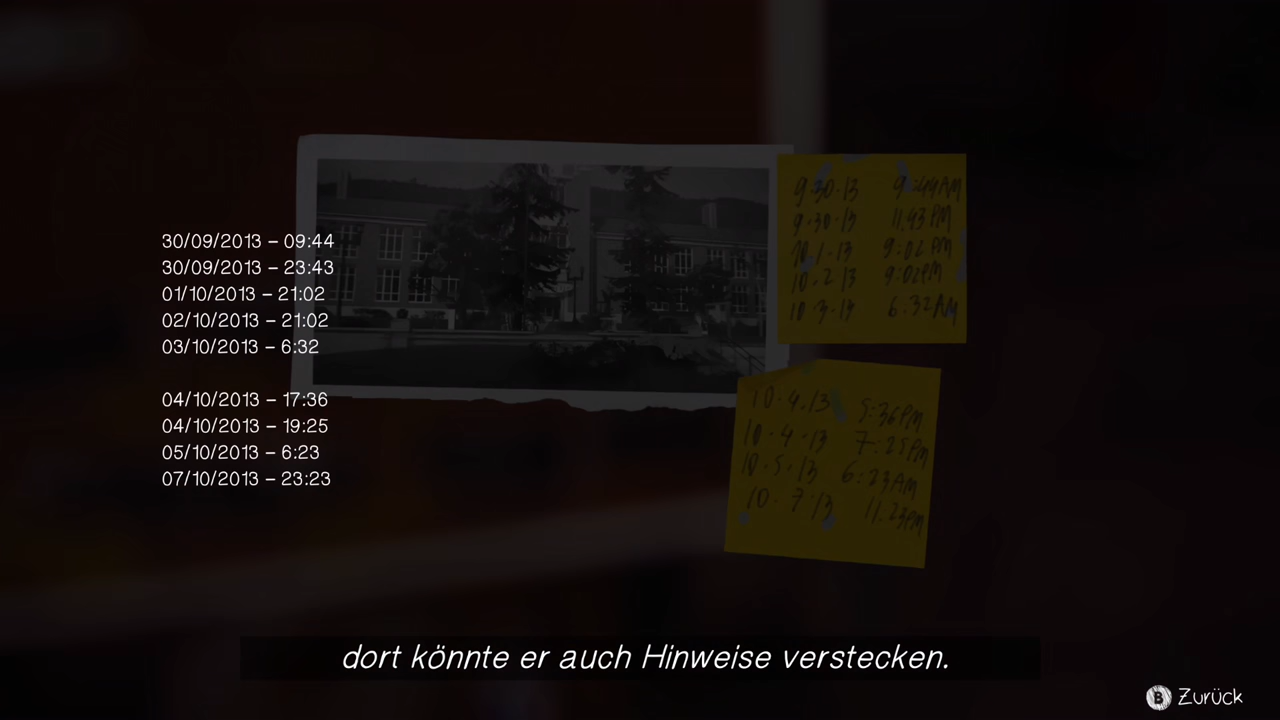 30/09/2013 – 09:44
30/09/2013 – 23:43
01/10/2013 – 21:02
02/10/2013 – 21:02
03/10/2013 – 6:32
04/10/2013 – 17:36
04/10/2013 – 19:25
05/10/2013 – 6:23
07/10/2013 – 23:23
9·30·13 9:44AM
9·30·13 11:43PM
10·1·13 9:02PM
10·2·13 9:02PM
10·3·13 6:32AM
10·4·13 5:36PM
10·4·13 7:25PM
10·5·13 6:23AM
10·7·13 11:23PM
dort könnte er auch Hinweise verstecken.
B Zurück